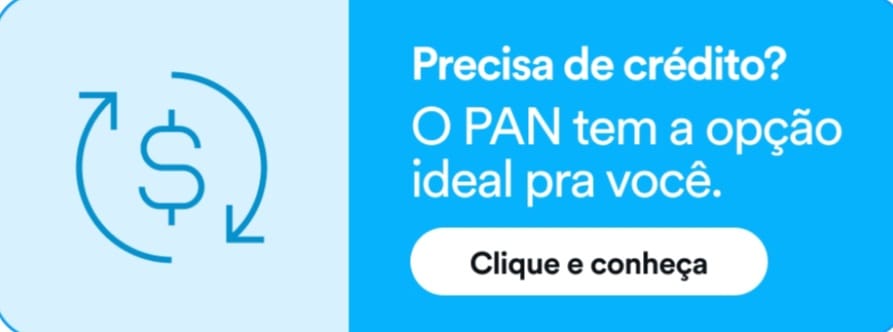 Precisa de crédito?
O PAN tem a opção
ideal pra você.
Clique e conheça